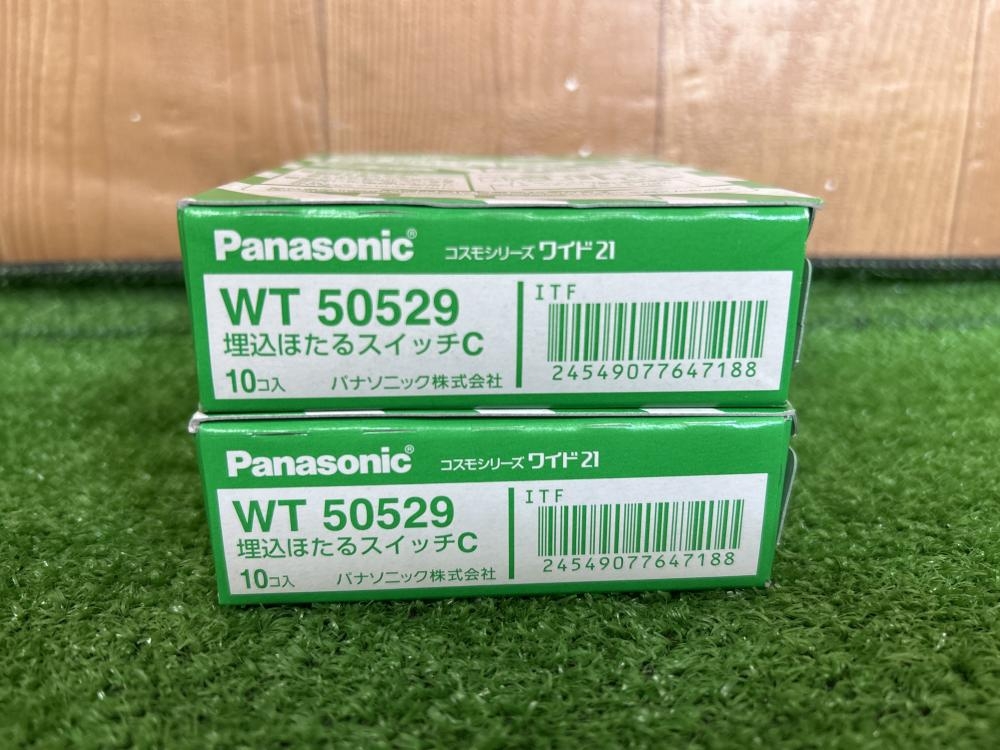 Panasonic® コスモシリーズ ワイド21
WT 50529
埋込ほたるスイッチC
10コ入 パナソニック株式会社
ITF
24549077647188
Panasonic® コスモシリーズ ワイド21
WT 50529
埋込ほたるスイッチC
10コ入 パナソニック株式会社
ITF
24549077647188